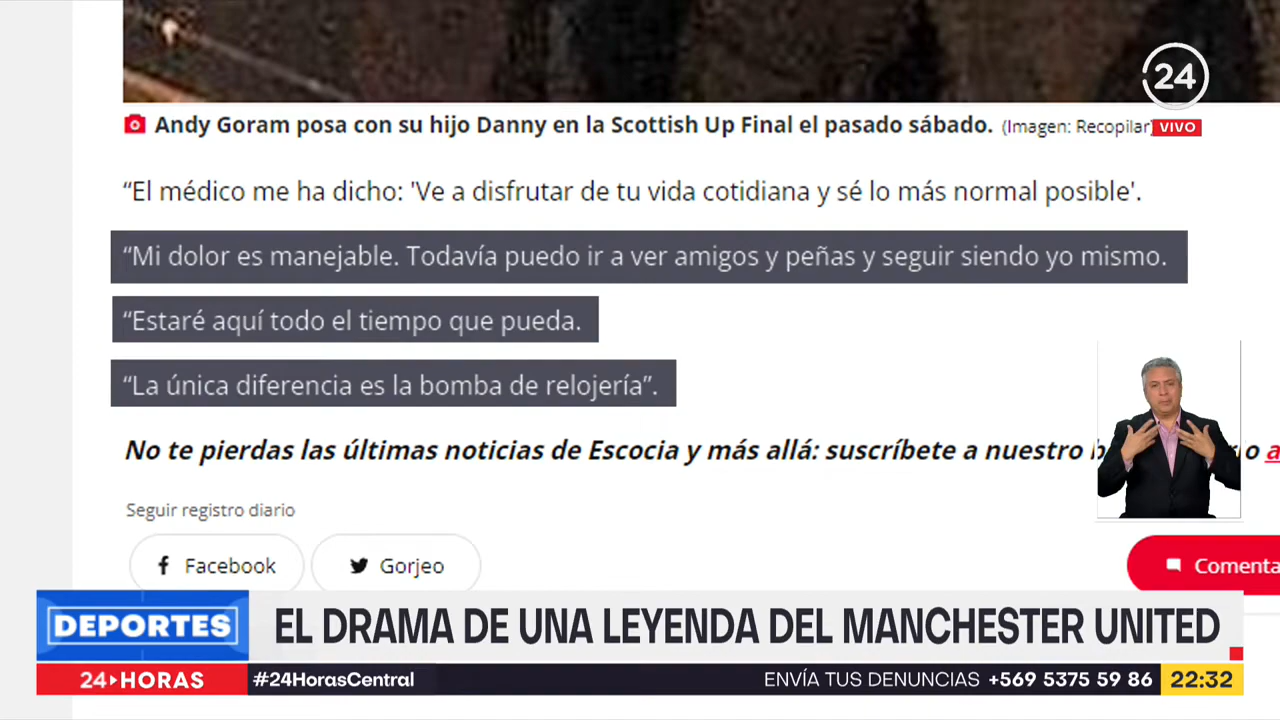 24
VIVO
Andy Goram posa con su hijo Danny en la Scottish Up Final el pasado sábado. (Imagen: Recopilar)
“El médico me ha dicho: 'Ve a disfrutar de tu vida cotidiana y sé lo más normal posible'.
“Mi dolor es manejable. Todavía puedo ir a ver amigos y peñas y seguir siendo yo mismo.
“Estaré aquí todo el tiempo que pueda.
“La única diferencia es la bomba de relojería”.
No te pierdas las últimas noticias de Escocia y más allá: suscríbete a nuestro
Seguir registro diario
Facebook
Gorjeo
Comenta
DEPORTES
EL DRAMA DE UNA LEYENDA DEL MANCHESTER UNITED
24 HORAS
#24HorasCentral
ENVÍA TUS DENUNCIAS +569 5375 59 86
22:32